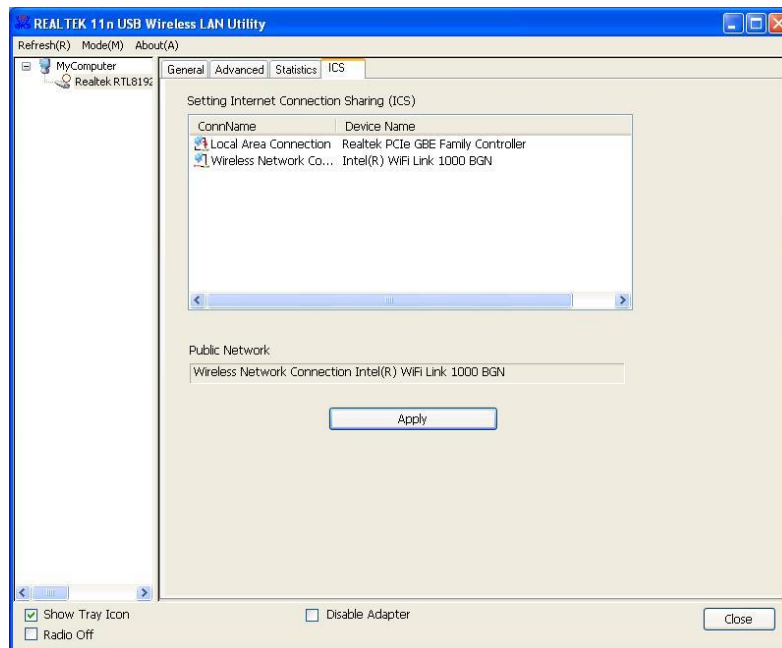 REALTEK 11n USB Wireless LAN Utility
Refresh(R) Mode(M) About(A)
MyComputer
Realtek RTL8192
General Advanced Statistics ICS
Setting Internet Connection Sharing (ICS)
ConnName Device Name
Local Area Connection Realtek PCIe GBE Family Controller
Wireless Network Co... Intel(R) WiFi Link 1000 BGN
Public Network
Wireless Network Connection Intel(R) WiFi Link 1000 BGN
Apply
Show Tray Icon Disable Adapter
Radio Off
Close